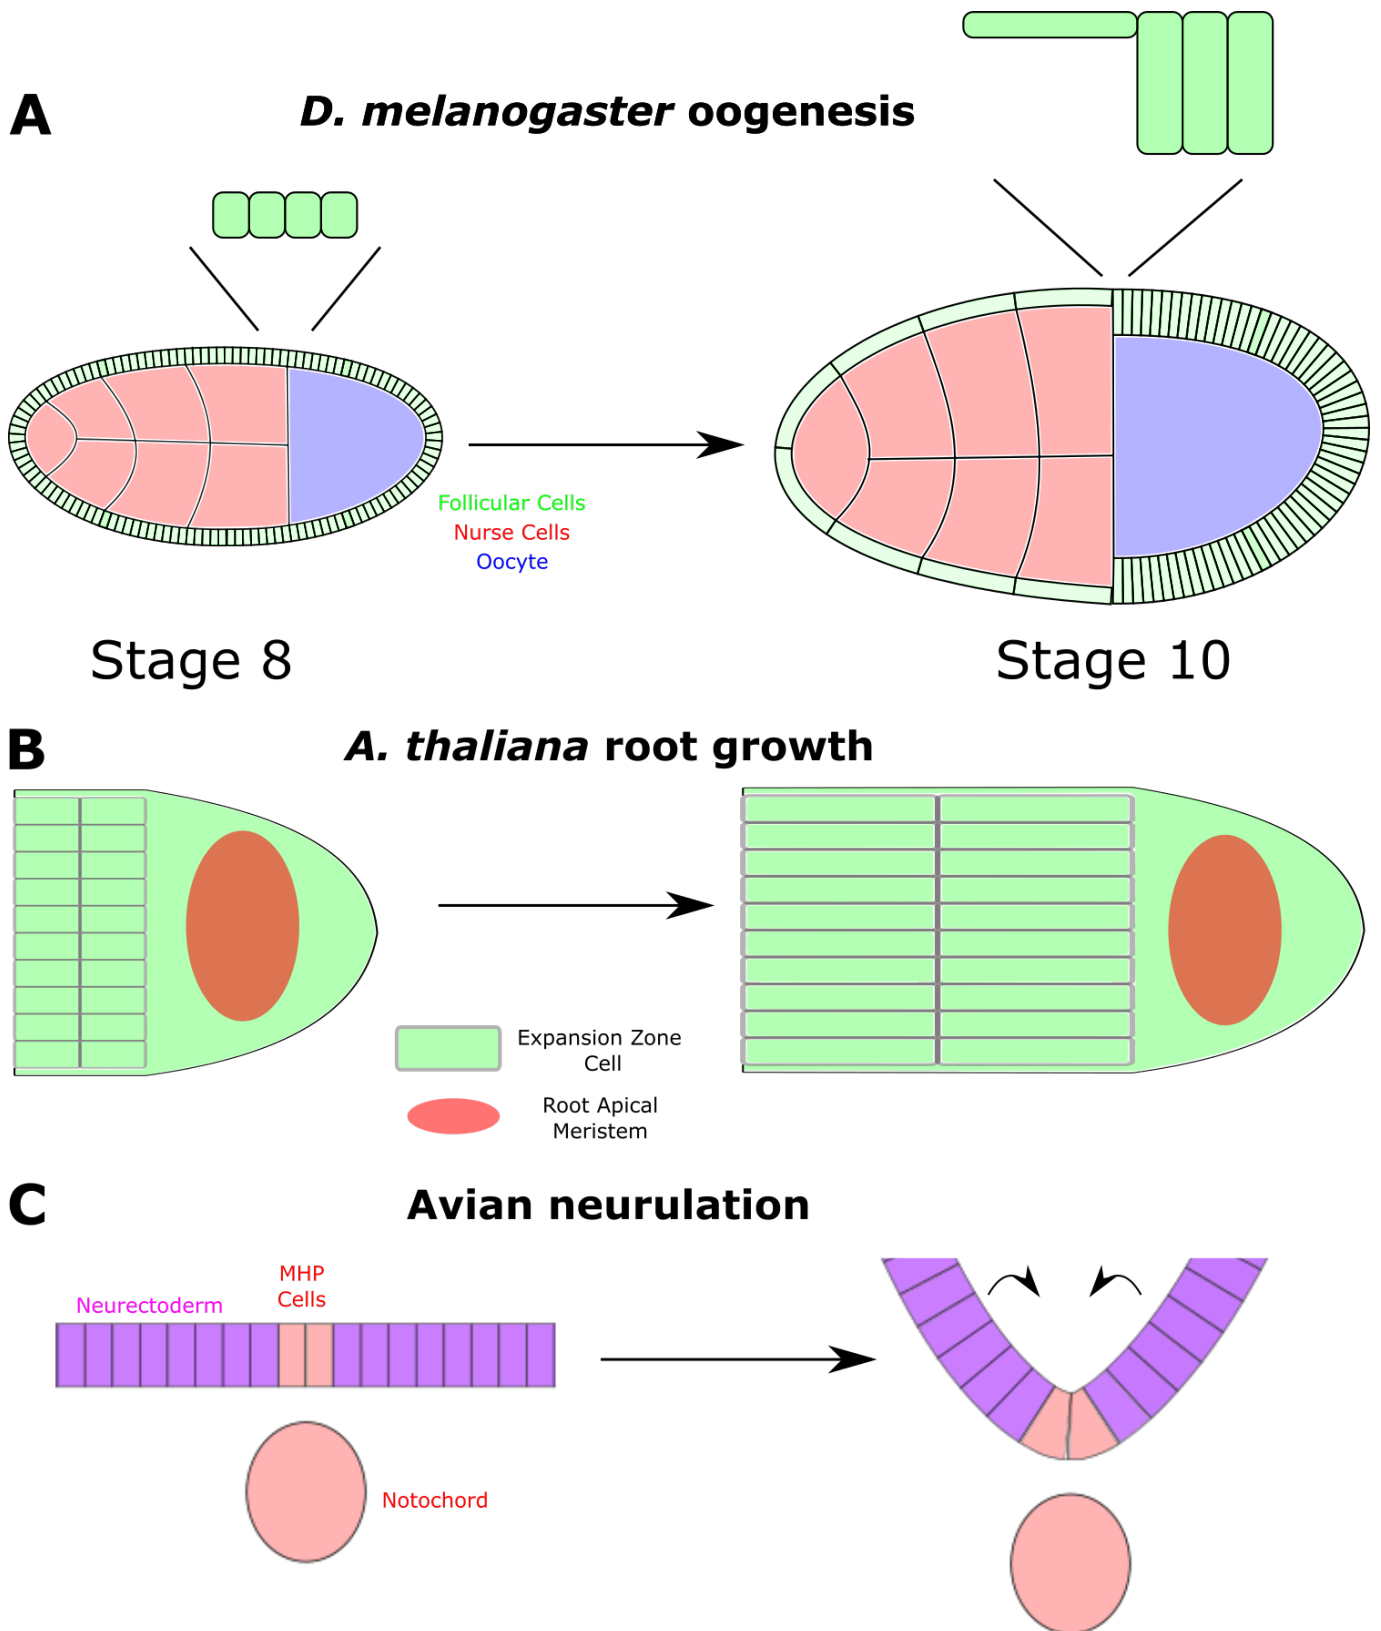 A
D. melanogaster oogenesis
Follicular Cells
Nurse Cells
Oocyte
Stage 8
Stage 10
B
A. thaliana root growth
Expansion Zone
Cell
Root Apical
Meristem
C
Avian neurulation
MHP
Cells
Neurectoderm
Notochord